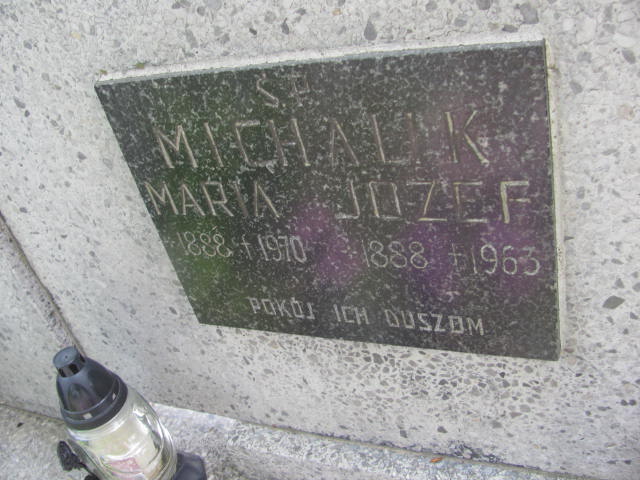 Ś.P.
MICHALIK
MARIA JÓZEF
1888 + 1970 1888 + 1963
POKÓJ ICH DUSZOM